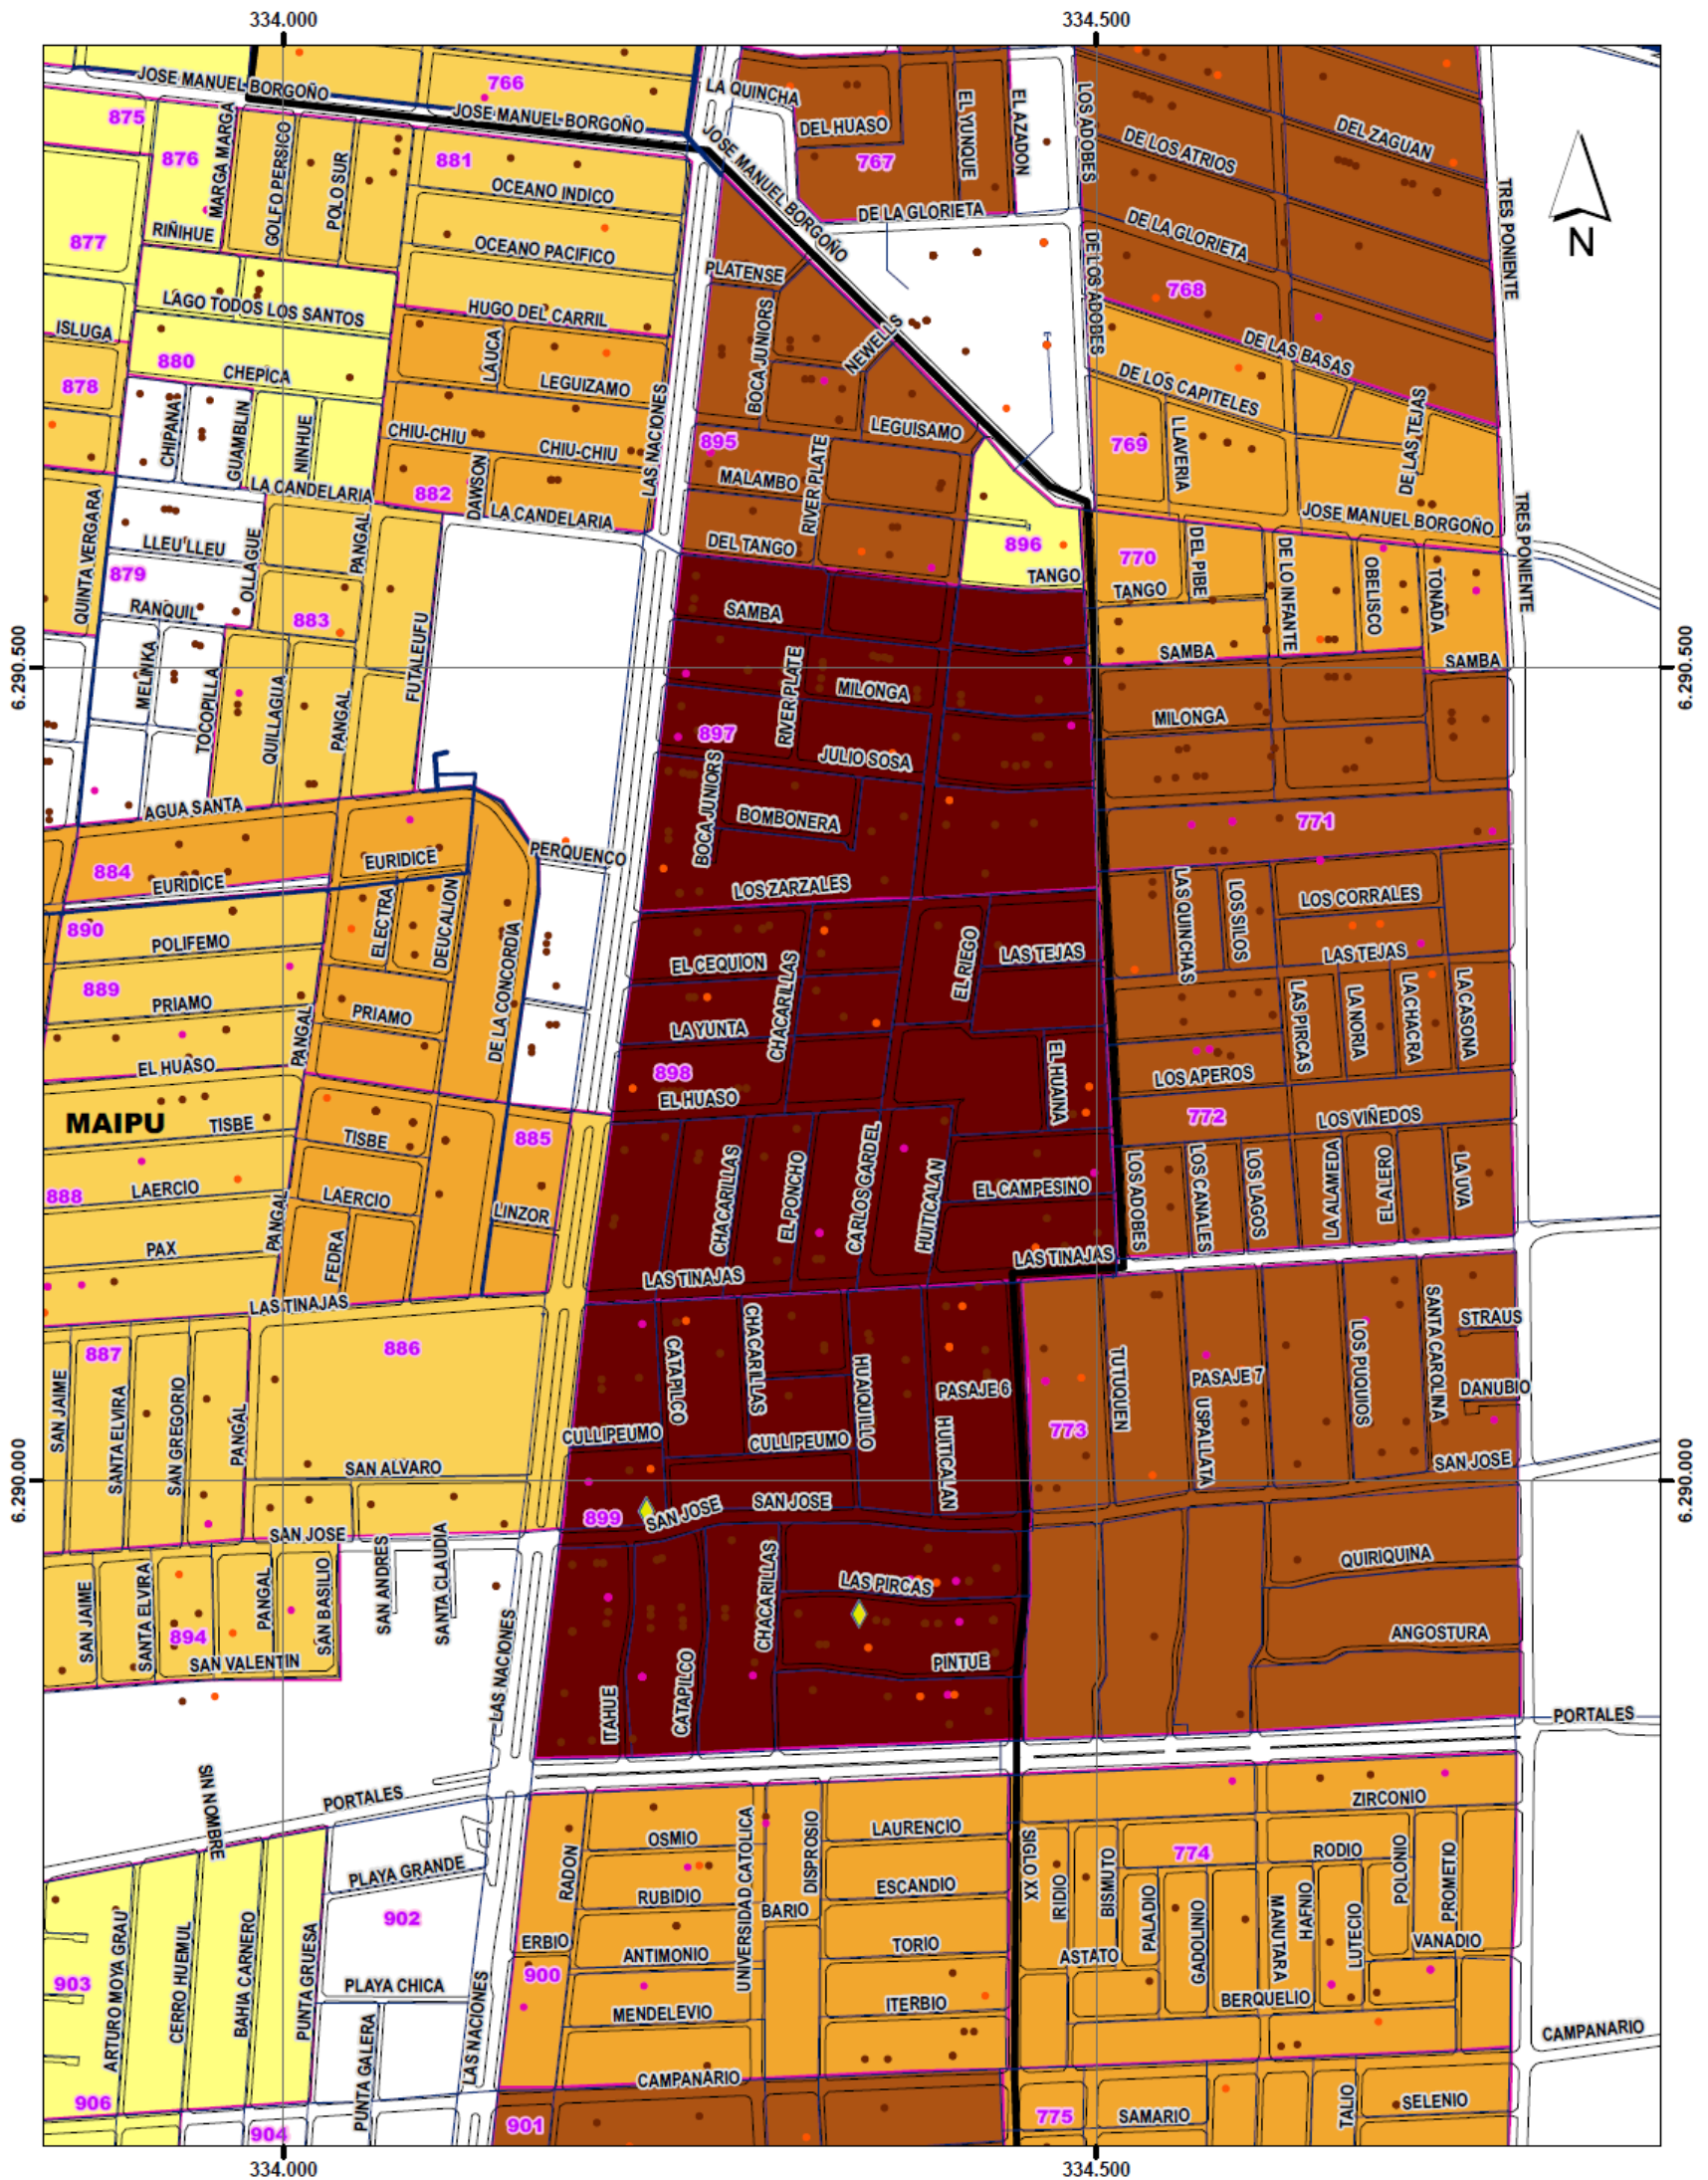 334.000
334.500
JOSE MANUEL BORGOÑO
766
LA QUINCHA
875
JOSE MANUEL BORGOÑO
DEL HUASO
EL YUNQUE
EL AZADON
LOS ADOBES
DE LOS ATRIOS
DEL ZAGUAN
876
MARGA MARGA
GOLFO PERSICO
POLO SUR
881
JOSE MANUEL BORGOÑO
767
OCEANO INDICO
TRES PONIENTE
N
877
RIÑIHUE
OCEANO PACIFICO
DE LA GLORIETA
DE LA GLORIETA
PLATENSE
DE LOS ADOBES
768
LAGO TODOS LOS SANTOS
HUGO DEL CARRIL
ISLUGA
880
CHEPICA
LAUCA
LEGUIZAMO
BOCA JUNIORS
NEWELL'S
DE LAS BASAS
DE LOS CAPITELES
878
CHIPANA
GUAMBLIN
NINHUE
CHIU-CHIU
CHIU-CHIU
LAS NACIONES
895
LEGUISAMO
769
LLAVERIA
DE LAS TEJAS
882
DAWSON
MALAMBO
RIVER PLATE
LA CANDELARIA
LA CANDELARIA
JOSE MANUEL BORGOÑO
QUINTA VERGARA
LLEU'LLEU
OLLAGUE
PANGAL
DEL TANGO
896
TANGO
770
TANGO
DEL PIBE
DE LO INFANTE
OBELISCO
TONADA
TRES PONIENTE
879
RANQUIL
883
SAMBA
6.290.500
6.290.500
MELINKA
TOCOPILLA
QUILLAGUA
PANGAL
FUTALEUFU
RIVER PLATE
MILONGA
SAMBA
SAMBA
MILONGA
897
JULIO SOSA
BOCA JUNIORS
BOMBONERA
AGUA SANTA
771
PERQUENCO
884
EURIDICE
EURIDICE
LOS ZARZALES
LAS QUINCHAS
LOS SILOS
LOS CORRALES
890
POLIFEMO
ELECTRA
DEUCALION
DE LA CONCORDIA
EL CEQUION
CHACARILLAS
EL RIEGO
LAS TEJAS
LAS TEJAS
889
PRIAMO
PRIAMO
PANGAL
LA YUNTA
LAS PIRCAS
LA NORIA
LA CHACRA
LA CASONA
EL HUASO
898
EL HUASO
EL HUAINA
LOS APEROS
MAIPU
TISBE
TISBE
885
772
LOS VIÑEDOS
888
LAERCIO
LAERCIO
LINZOR
CHACARILLAS
EL PONCHO
CARLOS GARDEL
HUITICALAN
EL CAMPESINO
LOS ADOBES
LOS CANALES
LOS LAGOS
LA ALAMEDA
EL ALERO
LA UVA
PAX
PANGAL
FEDRA
LAS TINAJAS
LAS TINAJAS
LAS TINAJAS
887
886
CATAPILCO
CHACARILLAS
HUAIQUILLO
PASAJE 6
TUTUQUEN
PASAJE 7
LOS PUQUIOS
SANTA CAROLINA
STRAUS
DANUBIO
SAN JAIME
SANTA ELVIRA
SAN GREGORIO
PANGAL
CULLIPEUMO
CULLIPEUMO
HUITICALAN
773
USPALLATA
SAN ALVARO
SAN JOSE
6.290.000
6.290.000
899
SAN JOSE
SAN JOSE
SAN JOSE
SAN JAIME
SANTA ELVIRA
PANGAL
SAN BASILIO
SAN ANDRES
SANTA CLAUDIA
CHACARILLAS
LAS PIRCAS
QUIRIQUINA
894
SAN VALENTIN
LAS NACIONES
ITAHUE
CATAPILCO
PINTUE
ANGOSTURA
PORTALES
SIN NOMBRE
PORTALES
ZIRCONIO
OSMIO
UNIVERSIDAD CATOLICA
DISPROSIO
LAURENCIO
SIGLO XX
IRIDIO
BISMUTO
774
RODIO
POLONIO
PROMETIO
PLAYA GRANDE
RADON
RUBIDIO
BARIO
ESCANDIO
PALADIO
GADOLINIO
MANUTARA
HAFNIO
LUTECIO
902
ERBIO
ANTIMONIO
TORIO
ASTATO
VANADIO
903
ARTURO MOYA GRAU
CERRO HUEMUL
BAHIA CARNERO
PUNTA GRUESA
PLAYA CHICA
900
MENDELEVIO
ITERBIO
BERQUELIO
CAMPANARIO
LAS NACIONES
PUNTA GALERA
CAMPANARIO
906
904
901
775
SAMARIO
TALIO
SELENIO
334.000
334.500